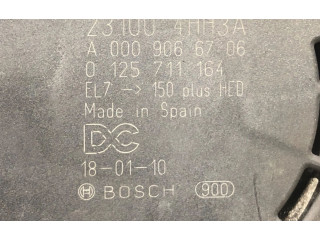 23100 4HH3A
A 000 906 67 06
0 125 711 164
EL7 -> 150 plus HED
Made in Spain
DC
18-01-10
BOSCH 900